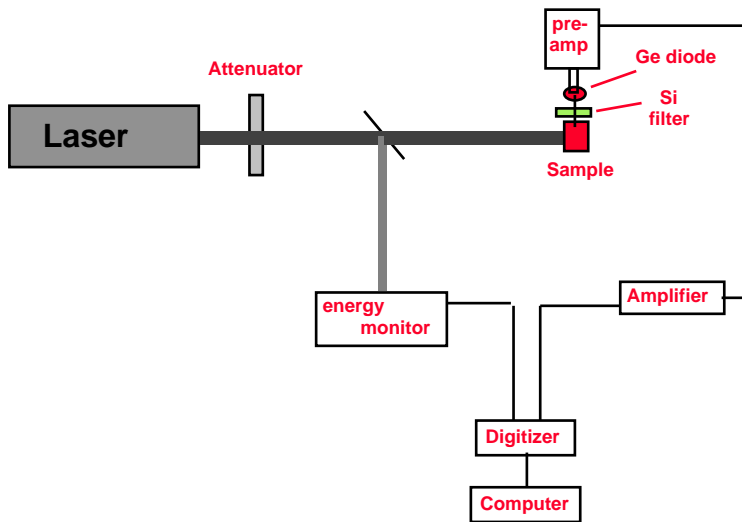 pre-
amp
Ge diode
Attenuator
Si
filter
Laser
Sample
energy
monitor
Amplifier
Digitizer
Computer